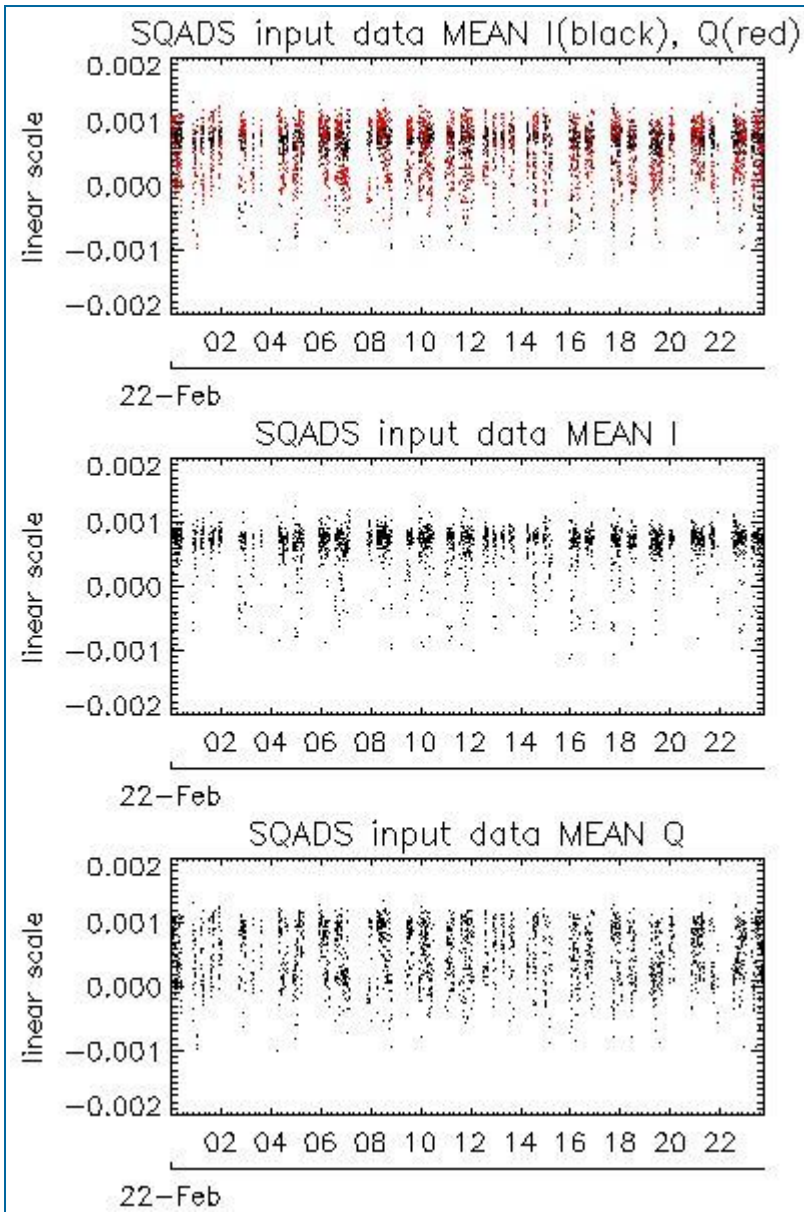 SQADS input data MEAN I(black), Q(red)
0.002
0.001
0.000
-0.001
-0.002
linear scale
02 04 06 08 10 12 14 16 18 20 22
22-Feb
SQADS input data MEAN I
0.002
0.001
0.000
-0.001
-0.002
linear scale
02 04 06 08 10 12 14 16 18 20 22
22-Feb
SQADS input data MEAN Q
0.002
0.001
0.000
-0.001
-0.002
linear scale
02 04 06 08 10 12 14 16 18 20 22
22-Feb